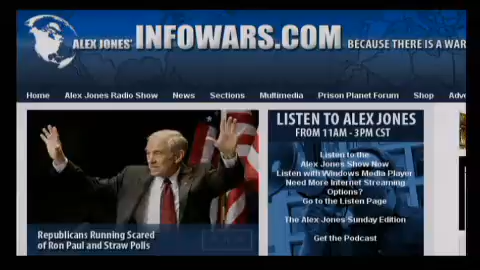 ALEX JONES' INFOWARS.COM BECAUSE THERE IS A WAR
Home Alex Jones Radio Show News Sections Multimedia Prison Planet Forum Shop
LISTEN TO ALEX JONES
FROM 11AM - 3PM CST
Listen to the
Alex Jones Show Now
Listen with Windows Media Player
Need More Internet Streaming
Options?
Go to the Listen Page
The Alex Jones Sunday Edition
Get the Podcast
Republicans Running Scared
of Ron Paul and Straw Polls